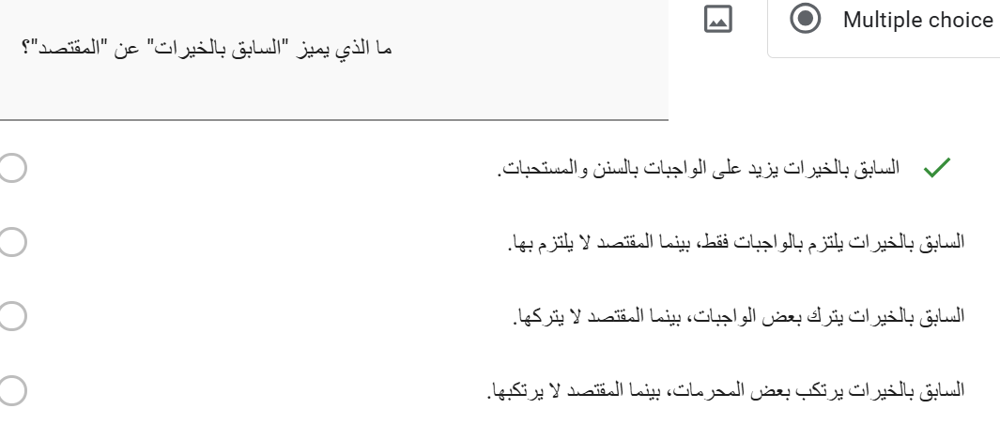 Multiple choice
ما الذي يميز "السابق بالخيرات" عن "المقتصد"؟
السابق بالخيرات يزيد على الواجبات بالسنن والمستحبات.
السابق بالخيرات يلتزم بالواجبات فقط، بينما المقتصد لا يلتزم بها.
السابق بالخيرات يترك بعض الواجبات، بينما المقتصد لا يتركها.
السابق بالخيرات يرتكب بعض المحرمات، بينما المقتصد لا يرتكبها.